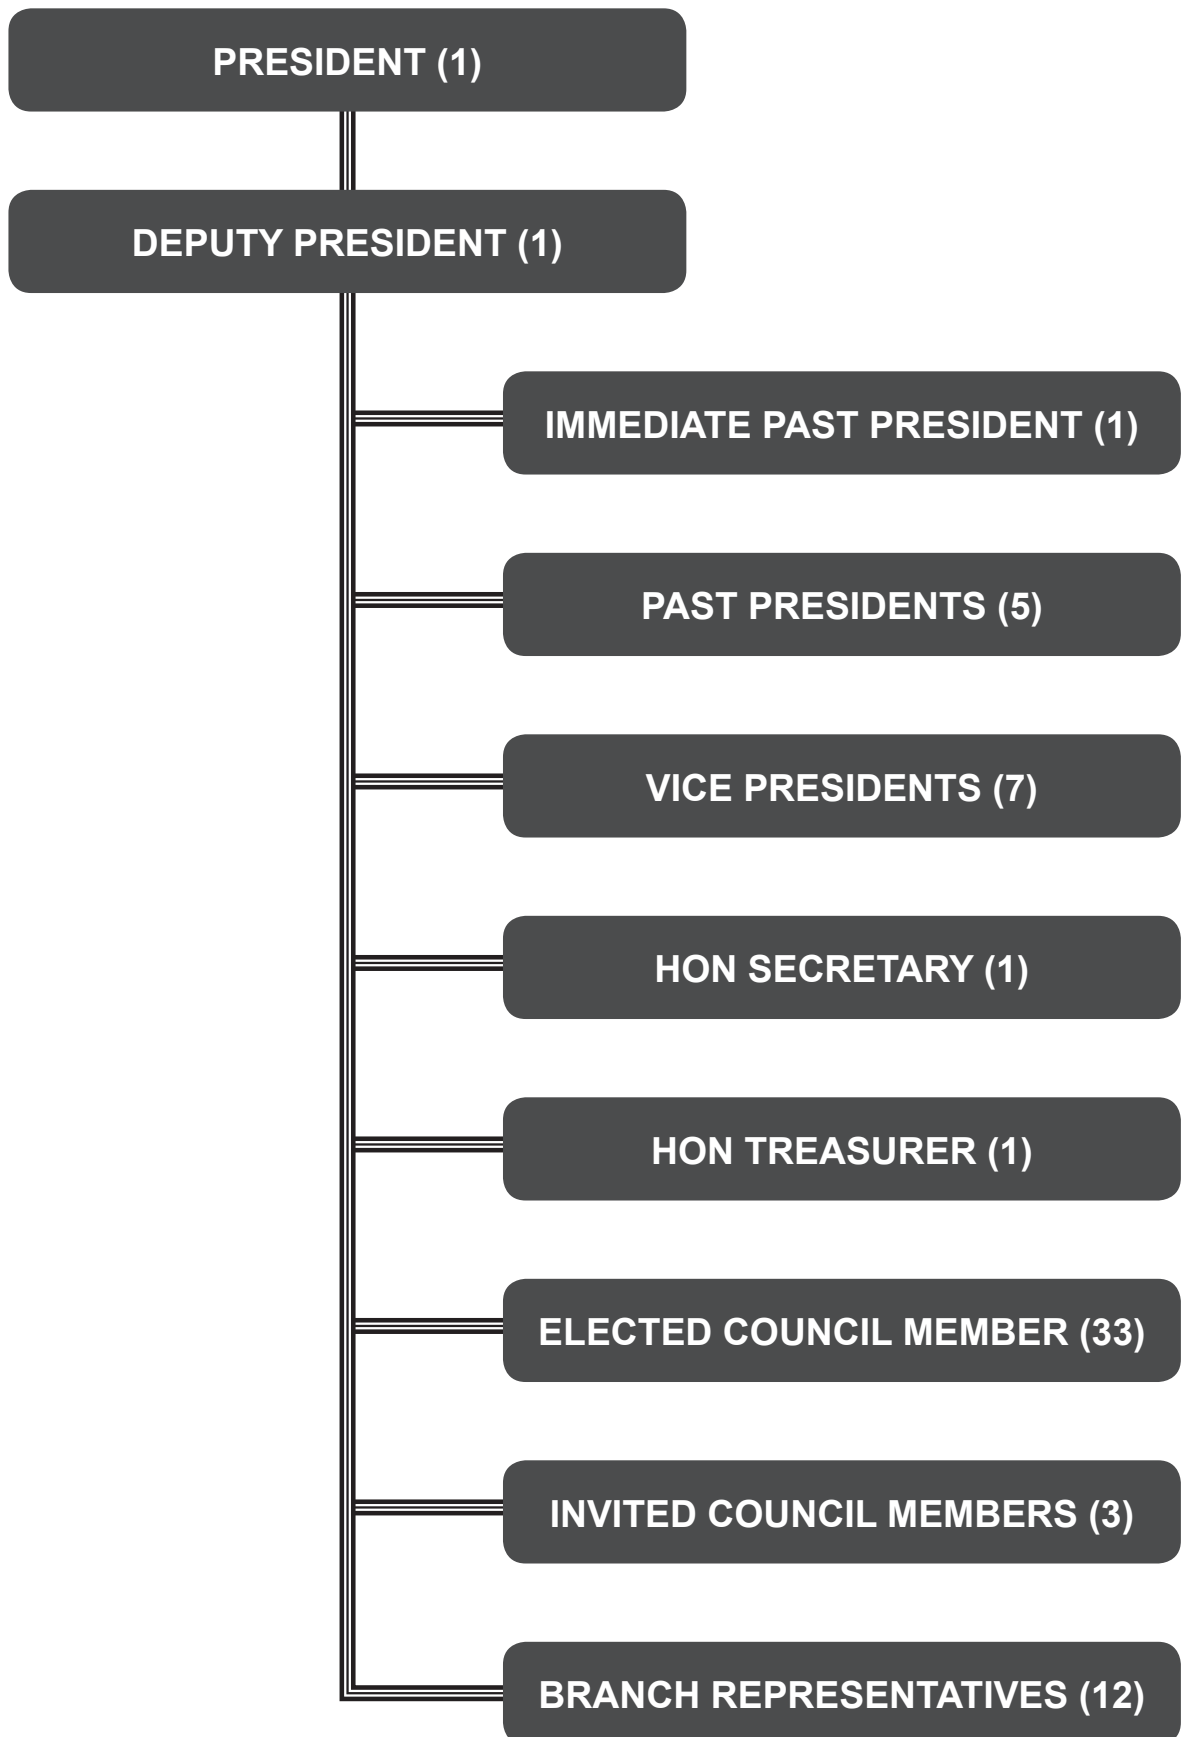 PRESIDENT (1)
DEPUTY PRESIDENT (1)
IMMEDIATE PAST PRESIDENT (1)
PAST PRESIDENTS (5)
VICE PRESIDENTS (7)
HON SECRETARY (1)
HON TREASURER (1)
ELECTED COUNCIL MEMBER (33)
INVITED COUNCIL MEMBERS (3)
BRANCH REPRESENTATIVES (12)